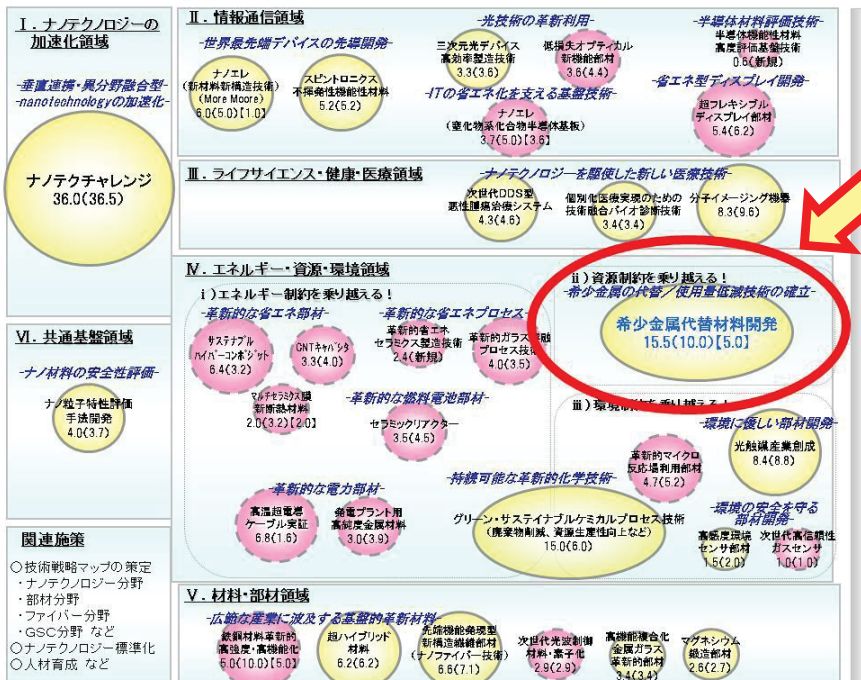 Ⅰ．ナノテクノロジーの
加速化領域
-垂直連携・異分野融合型-
-nanotechnologyの加速化-
ナノテクチャレンジ
36.0(36.5)
Ⅱ．情報通信領域
-世界最先端デバイスの先導開発-
ナノエレ
(新材料新構造技術)
(More Moore)
6.0(5.0)【1.0】
スピントロニクス
不揮発性機能性材料
5.2(5.2)
-光技術の革新利用-
三次元光デバイス
高効率製造技術
3.3(3.6)
低損失オプティカル
新機能部材
3.6(4.4)
-ITの省エネ化を支える基盤技術-
ナノエレ
(窒化物系化合物半導体基板)
3.7(5.0)【3.6】
-半導体材料評価技術-
半導体機能性材料
高度評価基盤技術
0.5(新規)
-省エネ型ディスプレイ開発-
超フレキシブル
ディスプレイ部材
5.4(6.2)
Ⅲ．ライフサイエンス・健康・医療領域
-ナノテクノロジーを駆使した新しい医療技術-
次世代DDS型
悪性腫瘍治療システム
4.3(4.6)
個別化医療実現のための
技術融合バイオ診断技術
3.4(3.4)
分子イメージング機器
8.3(9.6)
Ⅳ．エネルギー・資源・環境領域
ⅰ)エネルギー制約を乗り越える！
-革新的な省エネ部材-
サステナブル
ハイパーコンポジット
6.4(3.2)
CNTキャパシタ
3.3(4.0)
マルチセラミクス膜
新断熱材料
2.0(3.2)【2.0】
-革新的な省エネプロセス-
革新的省エネ
セラミクス製造技術
2.4(新規)
革新的ガラス溶融
プロセス技術
4.0(3.5)
-革新的な燃料電池部材-
セラミックリアクター
3.5(4.5)
-革新的な電力部材-
高温超電導
ケーブル実証
6.8(1.6)
発電プラント用
高純度金属材料
3.0(3.9)
-持続可能な革新的化学技術-
グリーン・サステイナブルケミカルプロセス技術
(廃棄物削減、資源生産性向上など)
15.0(6.0)
ⅱ)資源制約を乗り越える！
-希少金属の代替／使用量低減技術の確立-
希少金属代替材料開発
15.5(10.0)【5.0】
ⅲ)環境制約を乗り越える！
-環境に優しい部材開発-
光触媒産業創成
8.4(8.8)
革新的マイクロ
反応場利用部材
4.7(5.2)
-環境の安全を守る
部材開発-
高感度環境
センサ部材
1.5(2.0)
次世代高信頼性
ガスセンサ
1.0(1.0)
Ⅵ．共通基盤領域
-ナノ材料の安全性評価-
ナノ粒子特性評価
手法開発
4.0(3.7)
関連施策
○技術戦略マップの策定
・ナノテクノロジー分野
・部材分野
・ファイバー分野
・GSC分野 など
○ナノテクノロジー標準化
○人材育成 など
Ⅴ．材料・部材領域
-広範な産業に波及する基盤的革新材料-
鉄鋼材料革新的
高強度・高機能化
5.0(10.0)【5.0】
超ハイブリッド
材料
6.2(6.2)
先端機能発現型
新構造繊維部材
(ナノファイバー技術)
6.6(7.1)
次世代光波制御
材料・素子化
2.9(2.9)
高機能複合化
金属ガラス
革新的部材
3.4(3.4)
マグネシウム
鍛造部材
2.6(2.7)